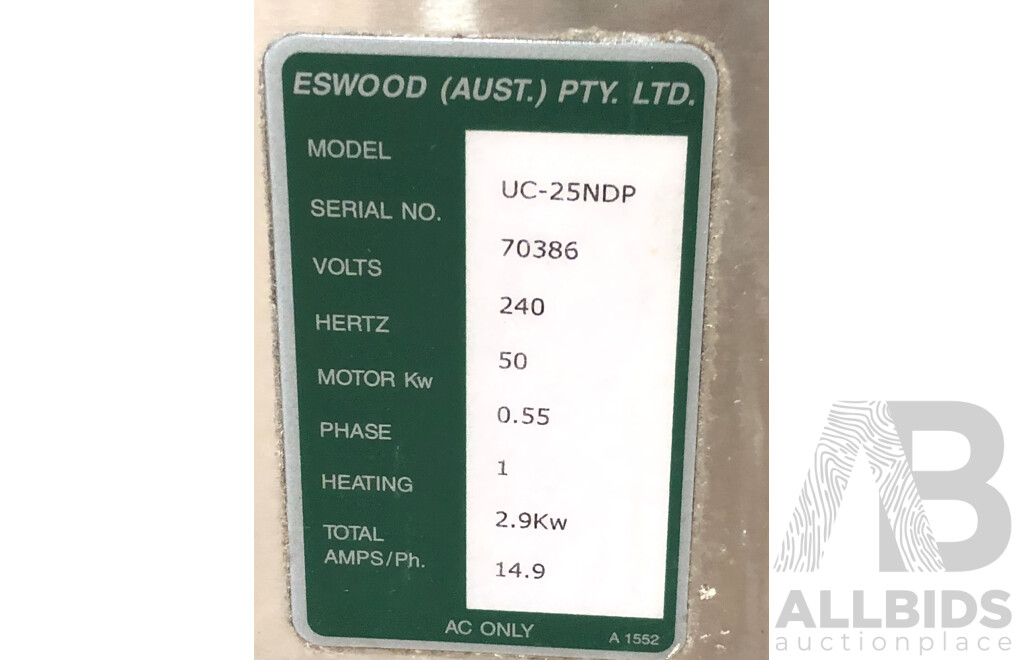 ESWOOD (AUST.) PTY. LTD.
MODEL UC-25NDP
SERIAL NO. 70386
VOLTS 240
HERTZ 50
MOTOR Kw 0.55
PHASE 1
HEATING 2.9Kw
TOTAL
AMPS/Ph. 14.9
AC ONLY A 1552
AB
ALLBIDS
auctionplace